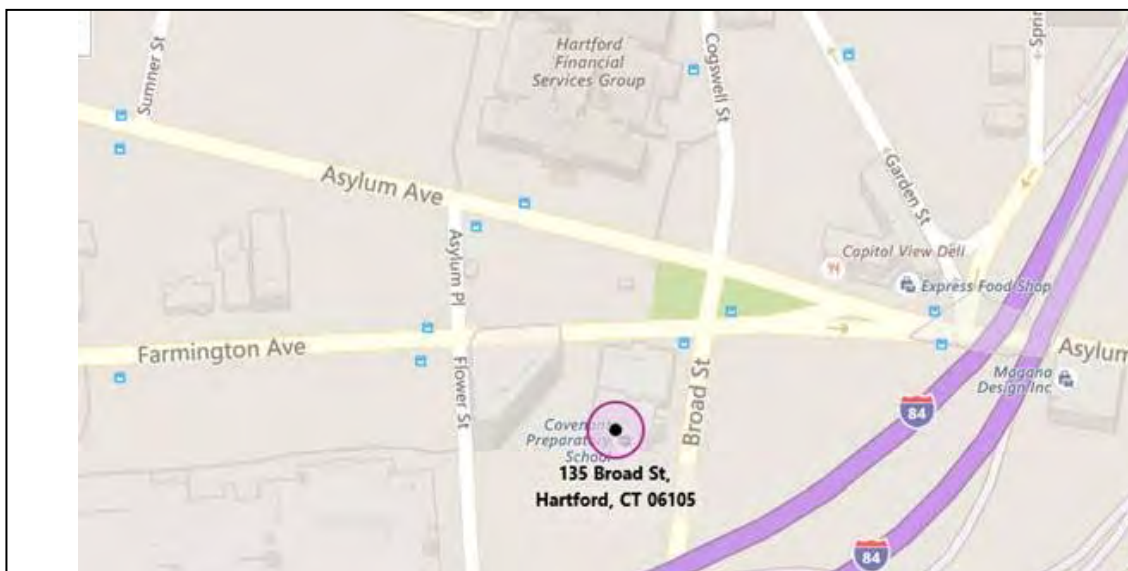 Sumner St
Hartford
Financial
Services Group
Cogswell St
Garden St
Asylum Ave
Asylum Pl
Capitol View Deli
Express Food Shop
Farmington Ave
Flower St
Broad St
Asylum
Magana
Design Inc
84
Preparatory
School
135 Broad St,
Hartford, CT 06105
84